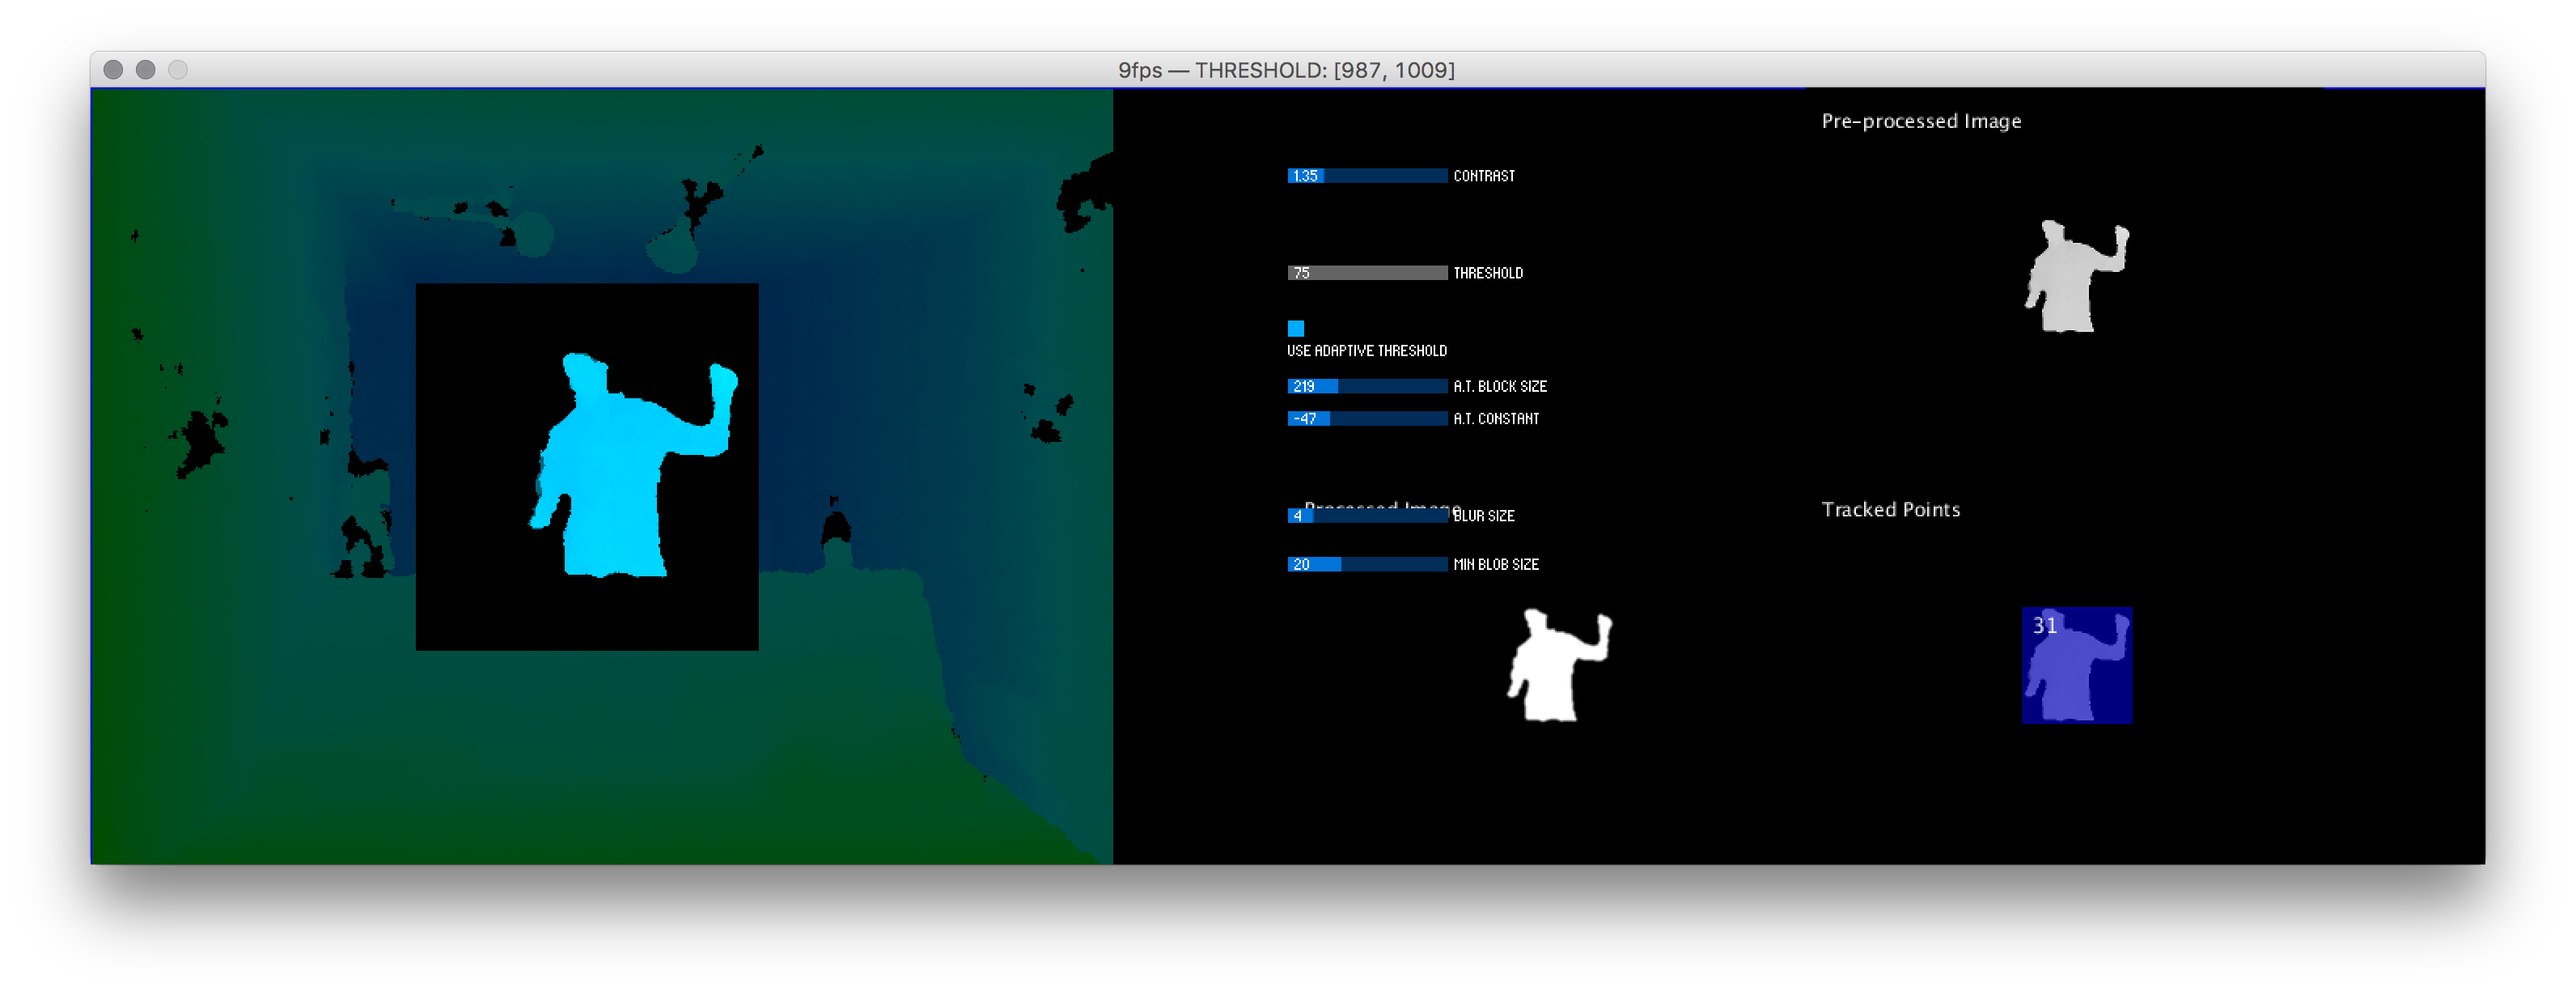 9fps — THRESHOLD: [987, 1009]
Pre-processed Image
1.35 CONTRAST
75 THRESHOLD
USE ADAPTIVE THRESHOLD
219 A.T. BLOCK SIZE
-47 A.T. CONSTANT
Processed Image
4 BLUR SIZE
Tracked Points
20 MIN BLOB SIZE
31